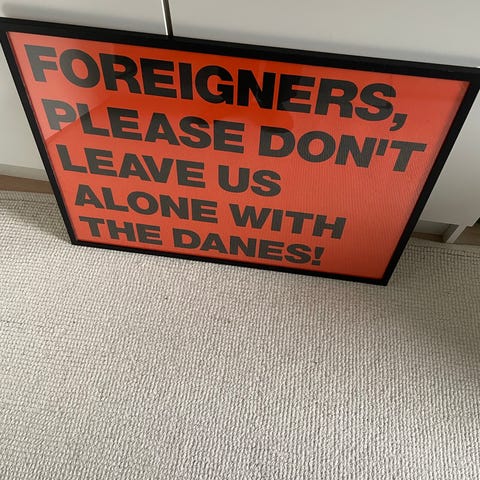 FOREIGNERS,
PLEASE DON'T
LEAVE US
ALONE WITH
THE DANES!